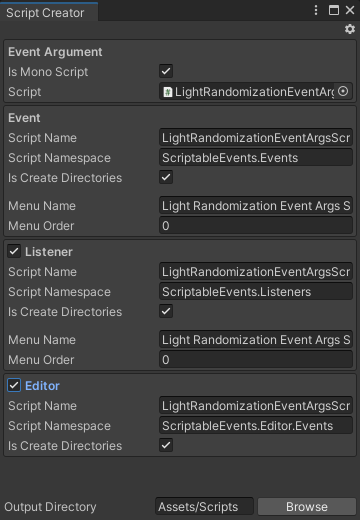 Script Creator
Event Argument
Is Mono Script
Script LightRandomizationEventArg
Event
Script Name LightRandomizationEventArgsScr
Script Namespace ScriptableEvents.Events
Is Create Directories
Menu Name Light Randomization Event Args S
Menu Order 0
Listener
Script Name LightRandomizationEventArgsScr
Script Namespace ScriptableEvents.Listeners
Is Create Directories
Menu Name Light Randomization Event Args S
Menu Order 0
Editor
Script Name LightRandomizationEventArgsScr
Script Namespace ScriptableEvents.Editor.Events
Is Create Directories
Output Directory Assets/Scripts Browse